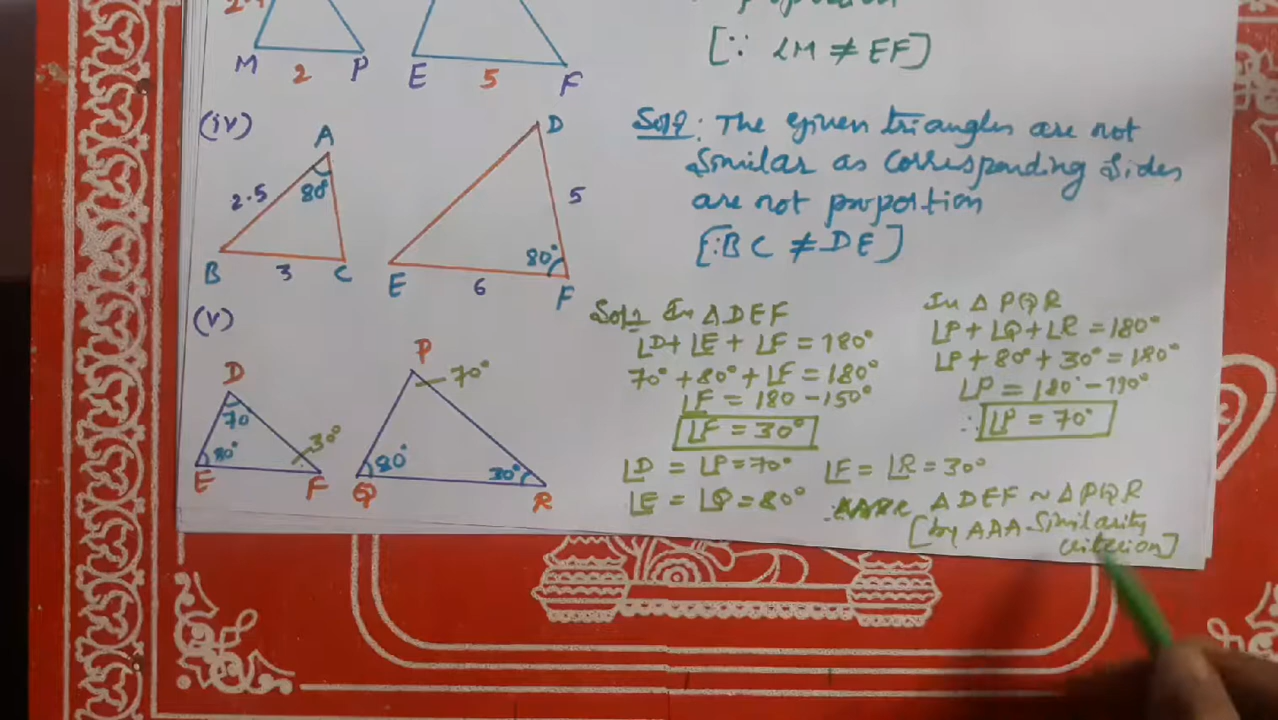 [∵ LM ≠ EF]
M 2 P E 5 F
(iv)
A
D
2.5
80°
5
80°
B 3 C E 6 F
Sol?: The given triangles are not
Similar as corresponding Sides
are not proportion
[∵BC ≠ DE]
(v)
D
70
80°
30°
E F
P
70°
80°
30°
Q R
Sol? In ΔDEF
∠D + ∠E + ∠F = 180°
70° + 80° + ∠F = 180°
∠F = 180 - 150°
∠F = 30°
∠D = ∠P = 70°
∠E = ∠Q = 80°
In Δ PQR
∠P + ∠Q + ∠R = 180°
∠P + 80° + 30° = 180°
∠P = 180° - 110°
∴ ∠P = 70°
∠F = ∠R = 30°
ΔDEF ~ ΔPQR
[by AAA Similarity
criterion]